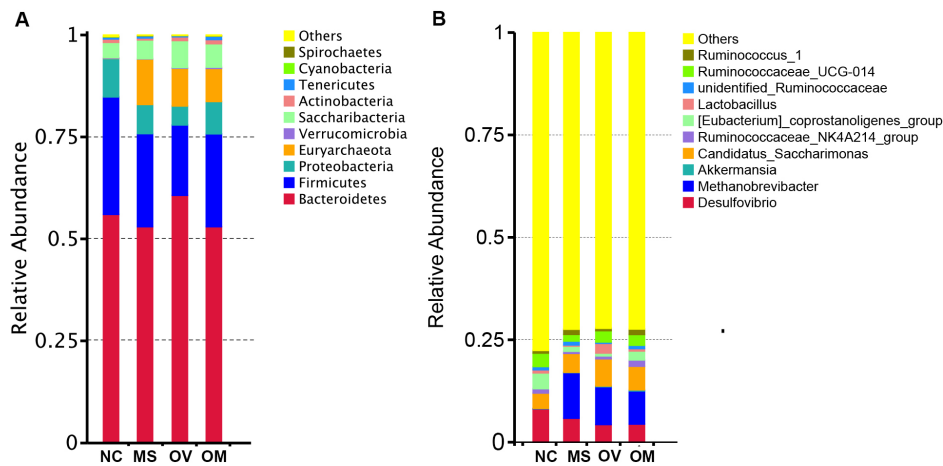 A
Relative Abundance
1
0.75
0.5
0.25
0
NC MS OV OM
Others
Spirochaetes
Cyanobacteria
Tenericutes
Actinobacteria
Saccharibacteria
Verrucomicrobia
Euryarchaeota
Proteobacteria
Firmicutes
Bacteroidetes
B
Relative Abundance
1
0.75
0.5
0.25
0
NC MS OV OM
Others
Ruminococcus_1
Ruminococcaceae_UCG-014
unidentified_Ruminococcaceae
Lactobacillus
[Eubacterium]_coprostanoligenes_group
Ruminococcaceae_NK4A214_group
Candidatus_Saccharimonas
Akkermansia
Methanobrevibacter
Desulfovibrio